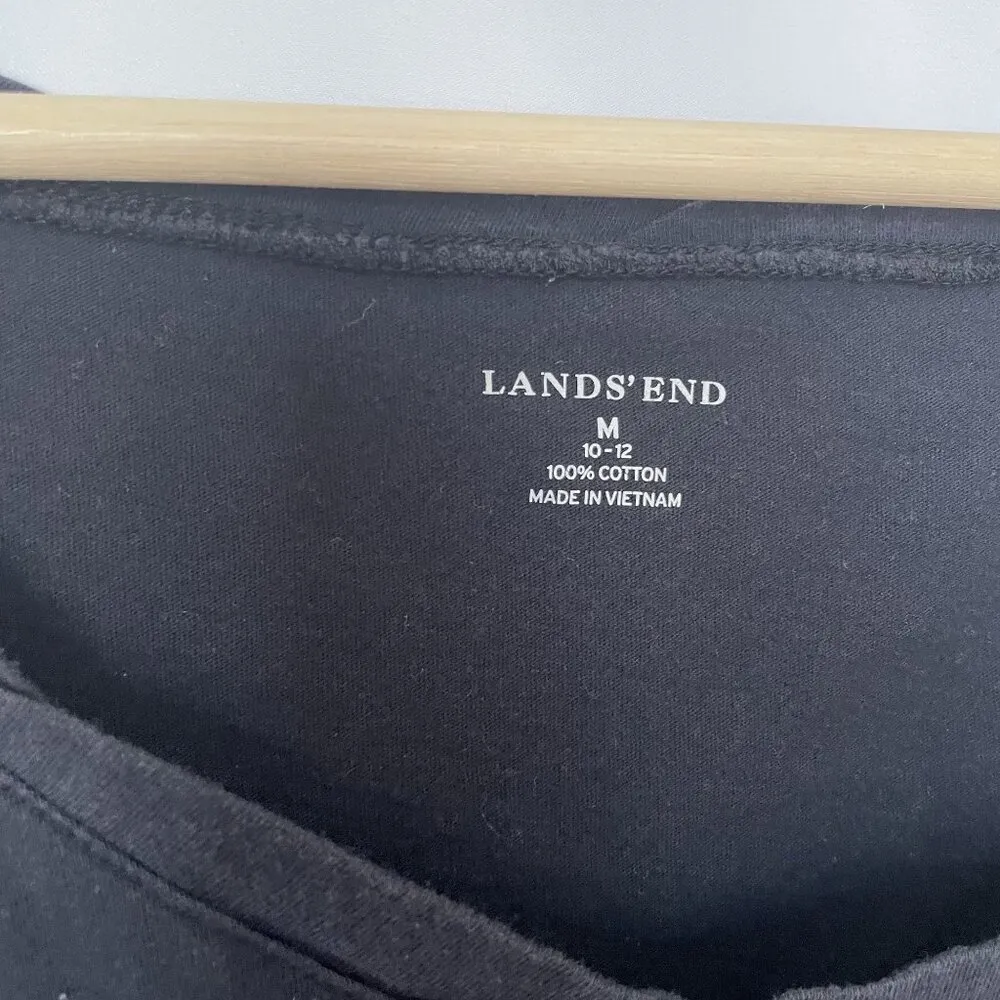 LANDS' END
M
10-12
100% COTTON
MADE IN VIETNAM